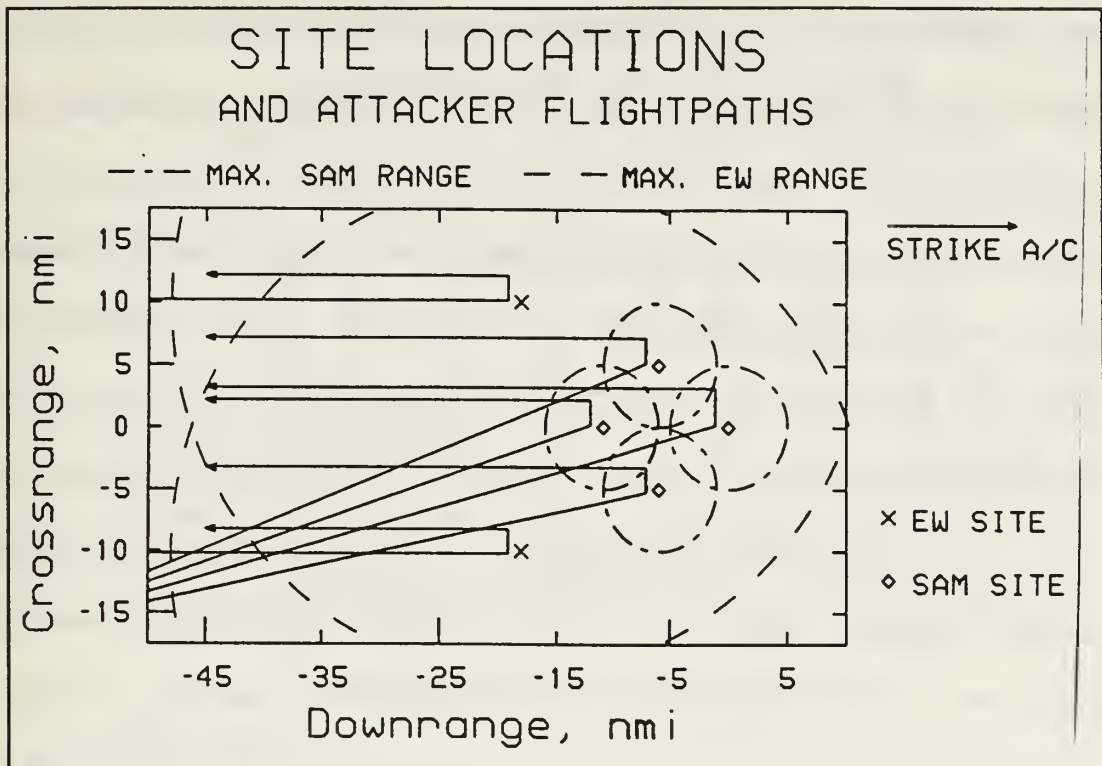 SITE LOCATIONS
AND ATTACKER FLIGHTPATHS
MAX. SAM RANGE
MAX. EW RANGE
STRIKE A/C
Crossrange, nmi
15
10
5
0
-5
-10
-15
× EW SITE
◇ SAM SITE
-45 -35 -25 -15 -5 5
Downrange, nmi